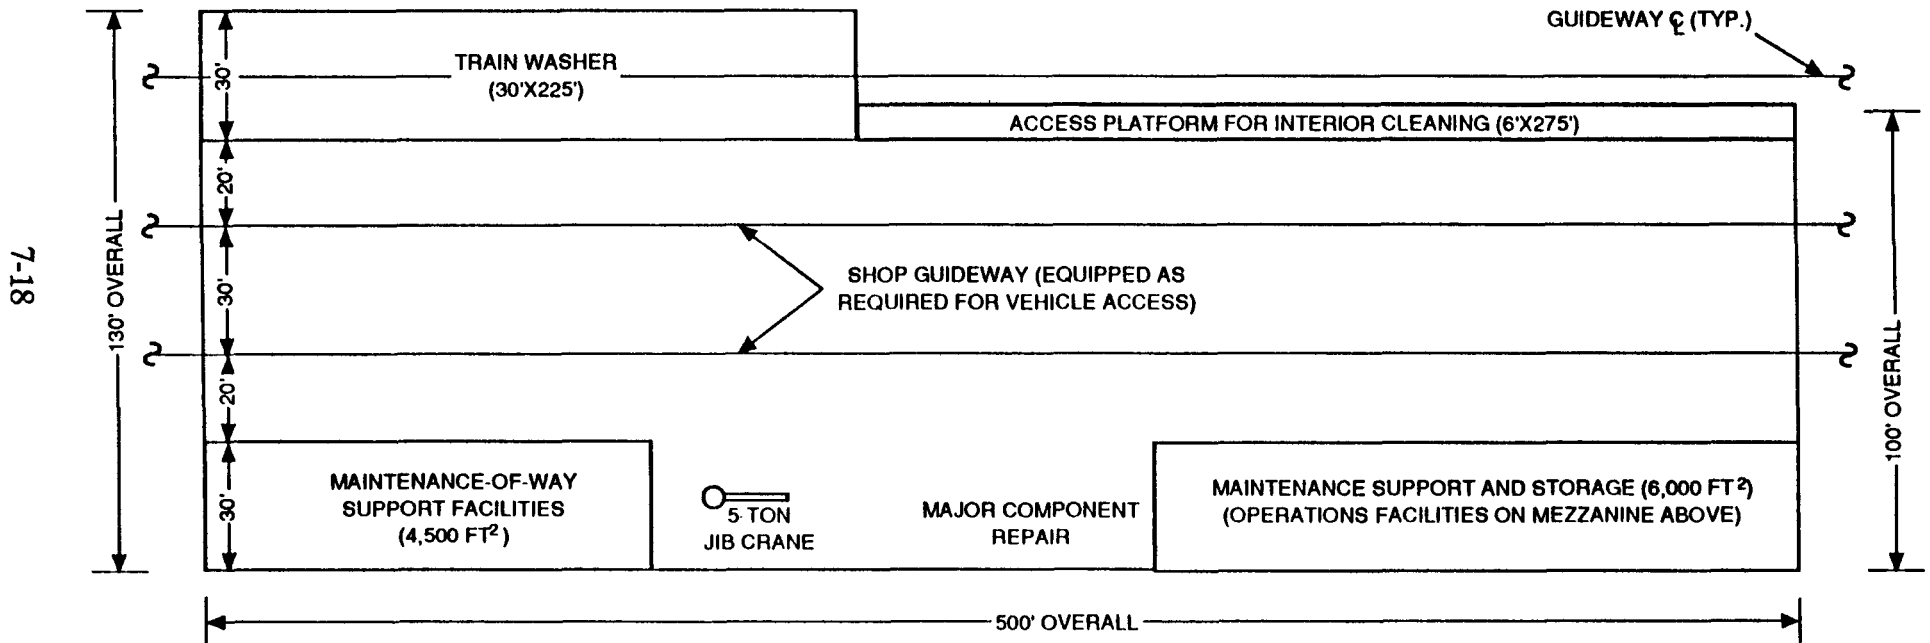 GUIDEWAY ℄ (TYP.)
TRAIN WASHER
(30'X225')
30'
ACCESS PLATFORM FOR INTERIOR CLEANING (6'X275')
20'
130' OVERALL
7-18
SHOP GUIDEWAY (EQUIPPED AS
REQUIRED FOR VEHICLE ACCESS)
30'
100' OVERALL
20'
MAINTENANCE-OF-WAY
SUPPORT FACILITIES
(4,500 FT²)
30'
5-TON
JIB CRANE
MAJOR COMPONENT
REPAIR
MAINTENANCE SUPPORT AND STORAGE (6,000 FT²)
(OPERATIONS FACILITIES ON MEZZANINE ABOVE)
500' OVERALL